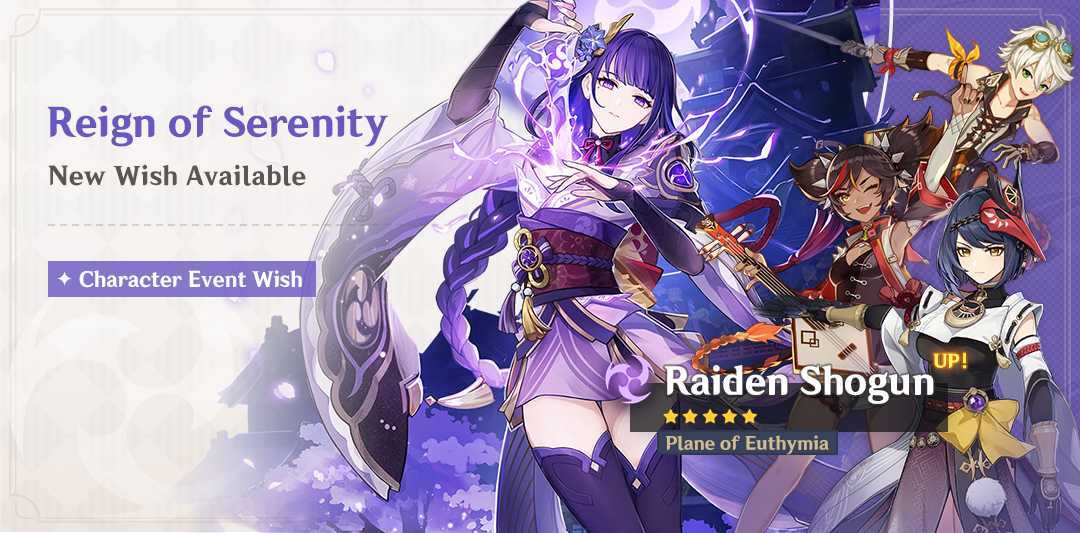 Reign of Serenity
New Wish Available
✦ Character Event Wish
UP!
Raiden Shogun
★★★★★
Plane of Euthymia